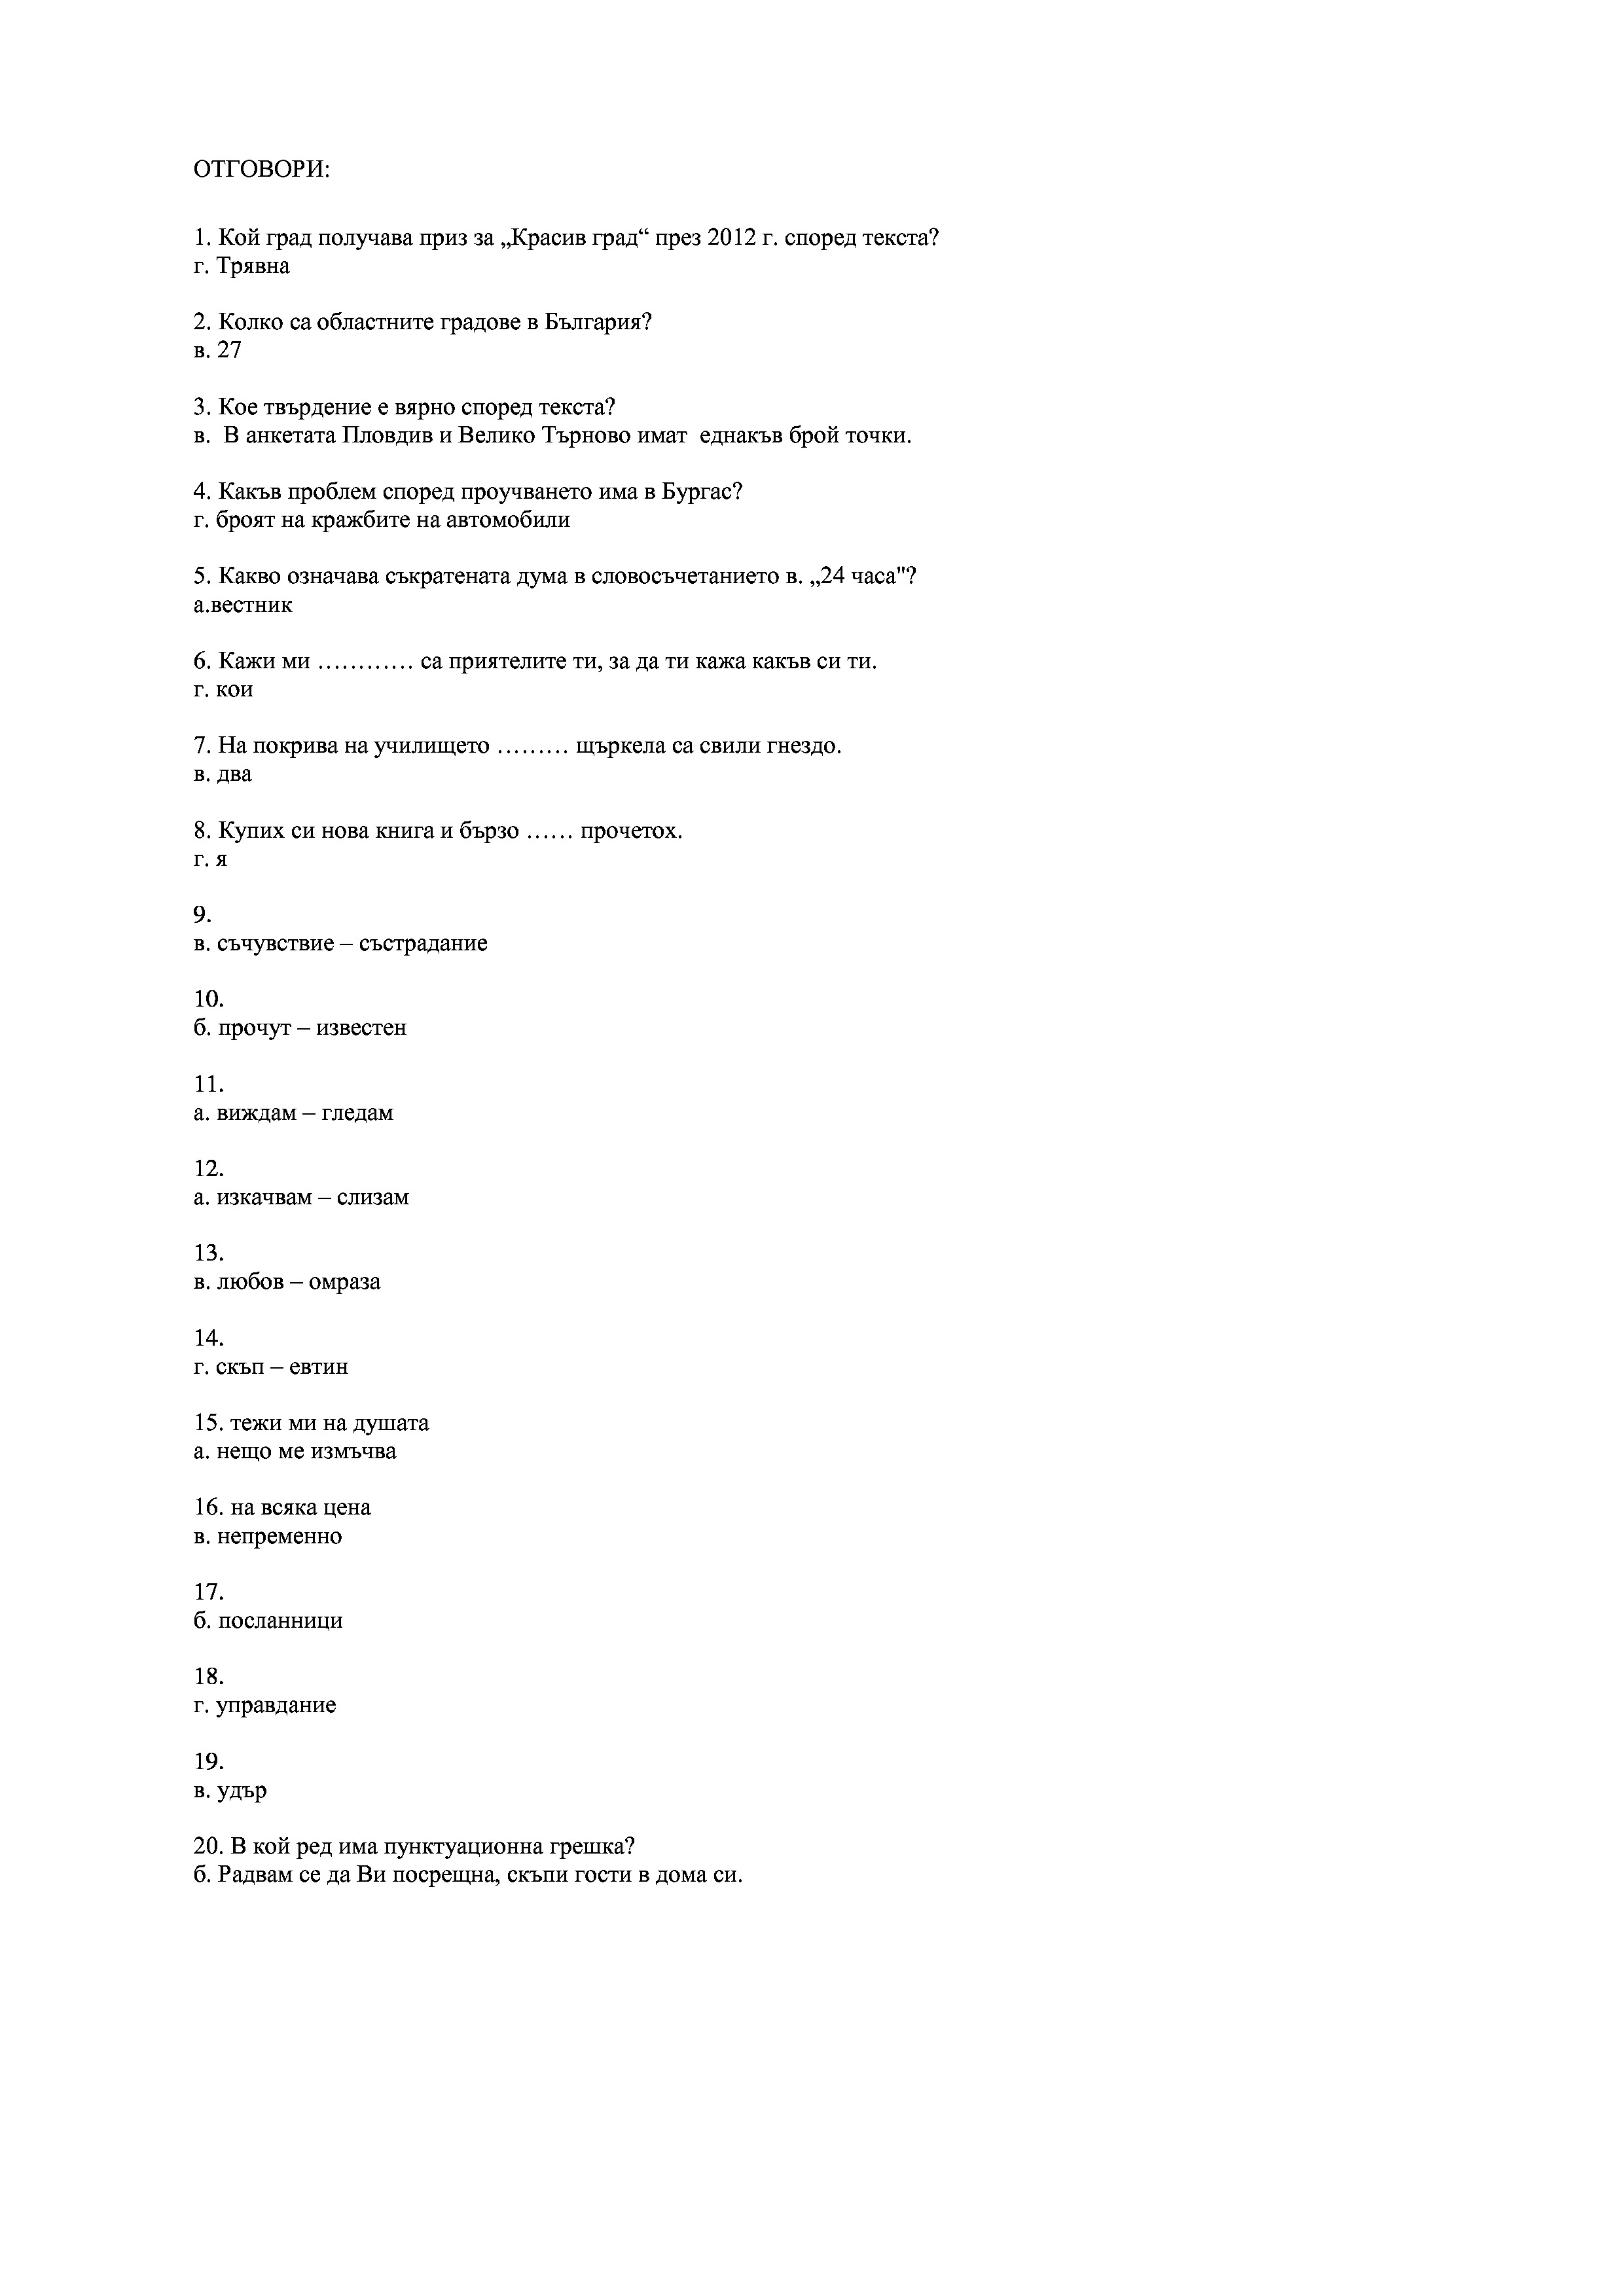 ОТГОВОРИ:
1. Кой град получава приз за „Красив град“ през 2012 г. според текста?
г. Трявна
2. Колко са областните градове в България?
в. 27
3. Кое твърдение е вярно според текста?
в.  В анкетата Пловдив и Велико Търново имат  еднакъв брой точки.
4. Какъв проблем според проучването има в Бургас?
г. броят на кражбите на автомобили
5. Какво означава съкратената дума в словосъчетанието в. „24 часа"?
а.вестник
6. Кажи ми ………… са приятелите ти, за да ти кажа какъв си ти.
г. кои
7. На покрива на училището ……… щъркела са свили гнездо.
в. два
8. Купих си нова книга и бързо …… прочетох.
г. я
9.
в. съчувствие – състрадание
10.
б. прочут – известен
11.
а. виждам – гледам
12.
а. изкачвам – слизам
13.
в. любов – омраза
14.
г. скъп – евтин
15. тежи ми на душата
а. нещо ме измъчва
16. на всяка цена
в. непременно
17.
б. посланници
18.
г. управдание
19.
в. удър
20. В кой ред има пунктуационна грешка?
б. Радвам се да Ви посрещна, скъпи гости в дома си.